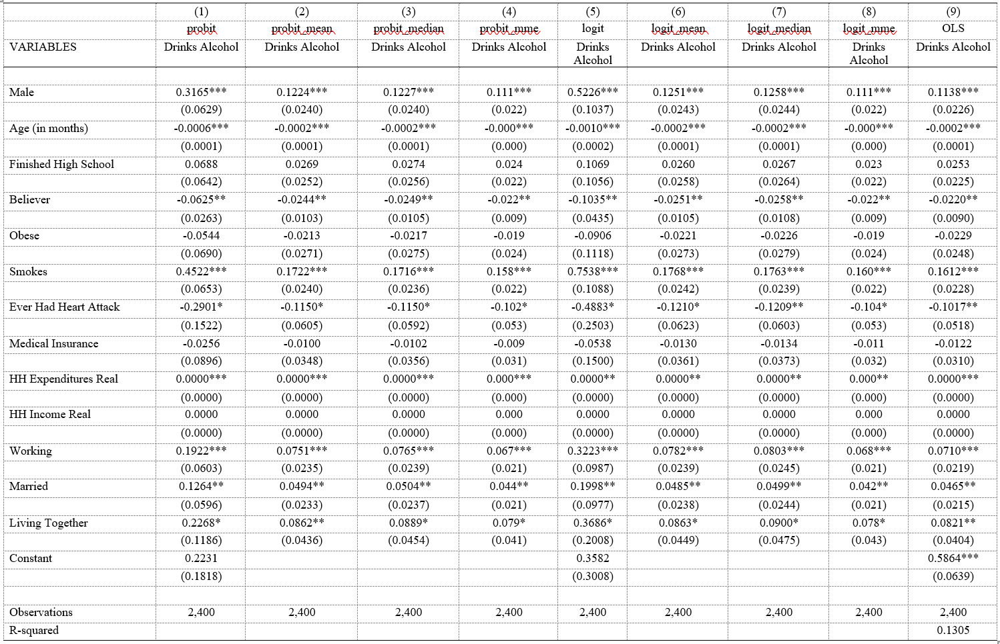 (1) (2) (3) (4) (5) (6) (7) (8) (9)
probit probit_mean probit_median probit_mme logit logit_mean logit_median logit_mme OLS
VARIABLES Drinks Alcohol Drinks Alcohol Drinks Alcohol Drinks Alcohol Drinks Alcohol Drinks Alcohol Drinks Alcohol Drinks Alcohol Drinks Alcohol
Male 0.3165*** 0.1224*** 0.1227*** 0.111*** 0.5226*** 0.1251*** 0.1258*** 0.111*** 0.1138***
(0.0629) (0.0240) (0.0240) (0.022) (0.1037) (0.0243) (0.0244) (0.022) (0.0226)
Age (in months) -0.0006*** -0.0002*** -0.0002*** -0.000*** -0.0010*** -0.0002*** -0.0002*** -0.000*** -0.0002***
(0.0001) (0.0001) (0.0001) (0.000) (0.0002) (0.0001) (0.0001) (0.000) (0.0001)
Finished High School 0.0688 0.0269 0.0274 0.024 0.1069 0.0260 0.0267 0.023 0.0253
(0.0642) (0.0252) (0.0256) (0.022) (0.1056) (0.0258) (0.0264) (0.022) (0.0225)
Believer -0.0625** -0.0244** -0.0249** -0.022** -0.1035** -0.0251** -0.0258** -0.022** -0.0220**
(0.0263) (0.0103) (0.0105) (0.009) (0.0435) (0.0105) (0.0108) (0.009) (0.0090)
Obese -0.0544 -0.0213 -0.0217 -0.019 -0.0906 -0.0221 -0.0226 -0.019 -0.0229
(0.0690) (0.0271) (0.0275) (0.024) (0.1118) (0.0273) (0.0279) (0.024) (0.0248)
Smokes 0.4522*** 0.1722*** 0.1716*** 0.158*** 0.7538*** 0.1768*** 0.1763*** 0.160*** 0.1612***
(0.0653) (0.0240) (0.0236) (0.022) (0.1088) (0.0242) (0.0239) (0.022) (0.0228)
Ever Had Heart Attack -0.2901* -0.1150* -0.1150* -0.102* -0.4883* -0.1210* -0.1209** -0.104* -0.1017**
(0.1522) (0.0605) (0.0592) (0.053) (0.2503) (0.0623) (0.0603) (0.053) (0.0518)
Medical Insurance -0.0256 -0.0100 -0.0102 -0.009 -0.0538 -0.0130 -0.0134 -0.011 -0.0122
(0.0896) (0.0348) (0.0356) (0.031) (0.1500) (0.0361) (0.0373) (0.032) (0.0310)
HH Expenditures Real 0.0000*** 0.0000*** 0.0000*** 0.000*** 0.0000** 0.0000** 0.0000** 0.000** 0.0000***
(0.0000) (0.0000) (0.0000) (0.000) (0.0000) (0.0000) (0.0000) (0.000) (0.0000)
HH Income Real 0.0000 0.0000 0.0000 0.000 0.0000 0.0000 0.0000 0.000 0.0000
(0.0000) (0.0000) (0.0000) (0.000) (0.0000) (0.0000) (0.0000) (0.000) (0.0000)
Working 0.1922*** 0.0751*** 0.0765*** 0.067*** 0.3223*** 0.0782*** 0.0803*** 0.068*** 0.0710***
(0.0603) (0.0235) (0.0239) (0.021) (0.0987) (0.0239) (0.0245) (0.021) (0.0219)
Married 0.1264** 0.0494** 0.0504** 0.044** 0.1998** 0.0485** 0.0499** 0.042** 0.0465**
(0.0596) (0.0233) (0.0237) (0.021) (0.0977) (0.0238) (0.0244) (0.021) (0.0215)
Living Together 0.2268* 0.0862** 0.0889* 0.079* 0.3686* 0.0863* 0.0900* 0.078* 0.0821**
(0.1186) (0.0436) (0.0454) (0.041) (0.2008) (0.0449) (0.0475) (0.043) (0.0404)
Constant 0.2231 0.3582 0.5864***
(0.1818) (0.3008) (0.0639)
Observations 2,400 2,400 2,400 2,400 2,400 2,400 2,400 2,400 2,400
R-squared 0.1305